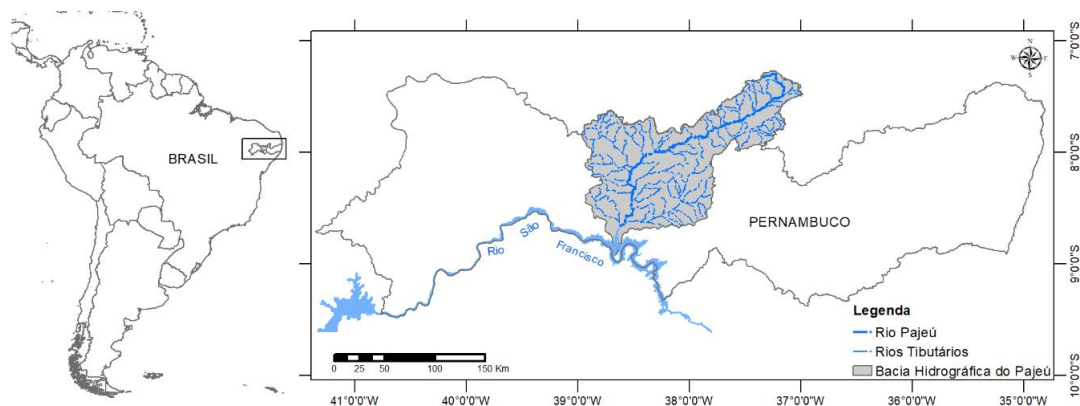 BRASIL
N
W E
S
7°0'0"S
8°0'0"S
9°0'0"S
10°0'0"S
PERNAMBUCO
Rio São Francisco
Legenda
Rio Pajeú
Rios Tibutários
Bacia Hidrográfica do Pajeú
0 25 50 100 150 Km
41°0'0"W 40°0'0"W 39°0'0"W 38°0'0"W 37°0'0"W 36°0'0"W 35°0'0"W